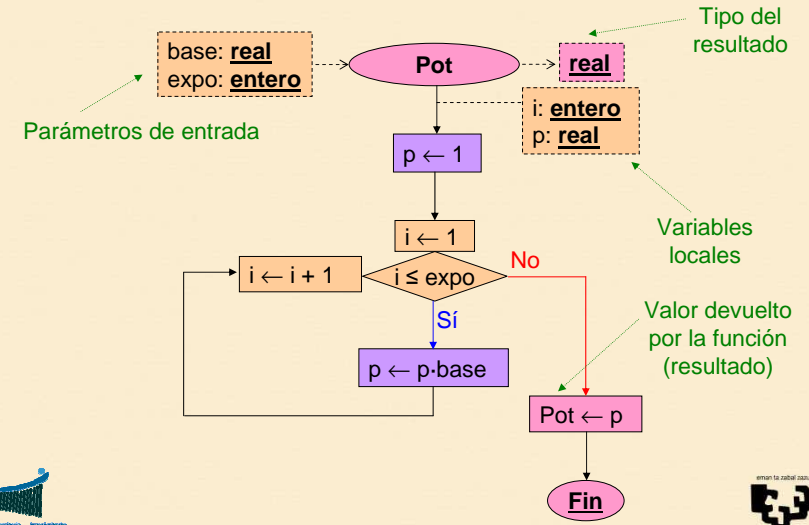 Tipo del
resultado
base: real
expo: entero
Pot
real
i: entero
p: real
Parámetros de entrada
p ← 1
Variables
locales
i ← 1
i ← i + 1
i ≤ expo
No
Sí
Valor devuelto
por la función
(resultado)
p ← p·base
Pot ← p
Fin
eman ta zabal zazu